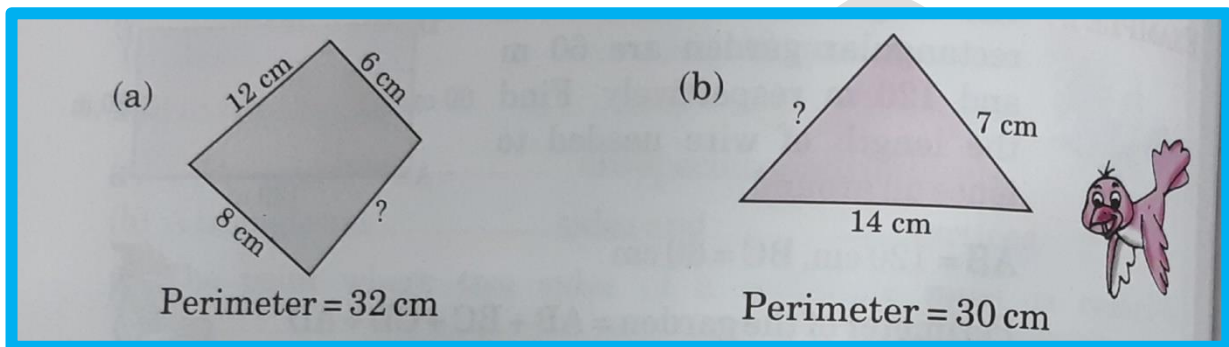 (a)
12 cm
6 cm
8 cm
?
Perimeter = 32 cm
(b)
?
7 cm
14 cm
Perimeter = 30 cm